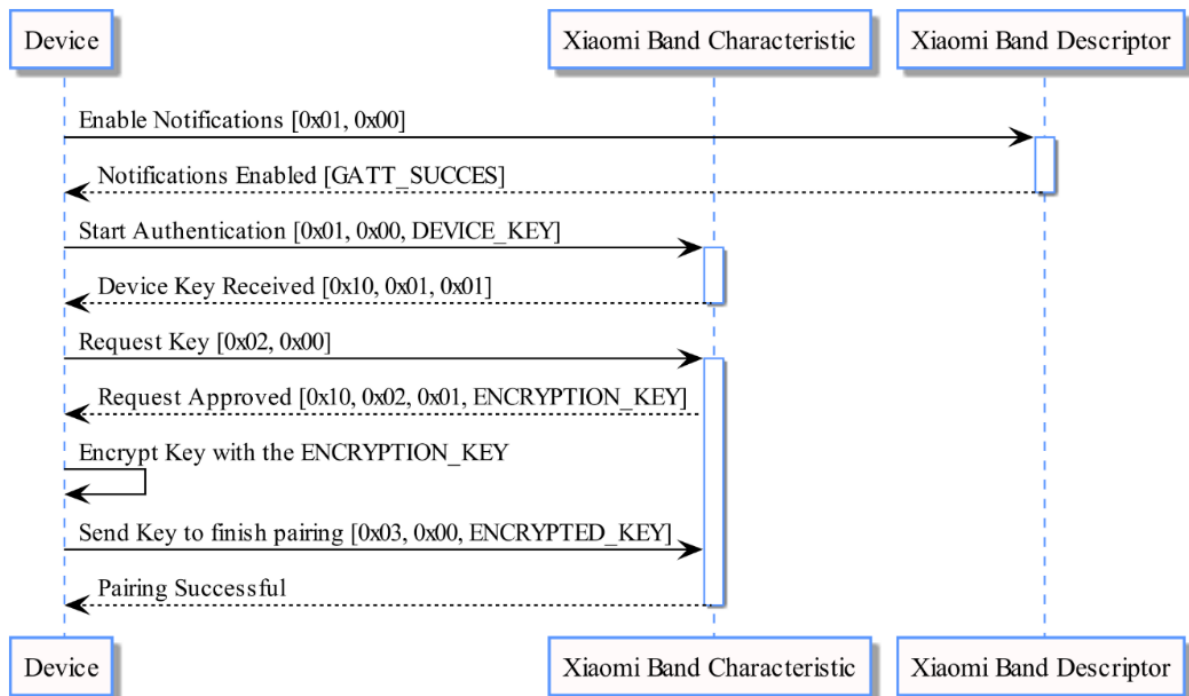 Device
Xiaomi Band Characteristic
Xiaomi Band Descriptor
Enable Notifications [0x01, 0x00]
Notifications Enabled [GATT_SUCCES]
Start Authentication [0x01, 0x00, DEVICE_KEY]
Device Key Received [0x10, 0x01, 0x01]
Request Key [0x02, 0x00]
Request Approved [0x10, 0x02, 0x01, ENCRYPTION_KEY]
Encrypt Key with the ENCRYPTION_KEY
Send Key to finish pairing [0x03, 0x00, ENCRYPTED_KEY]
Pairing Successful
Device
Xiaomi Band Characteristic
Xiaomi Band Descriptor